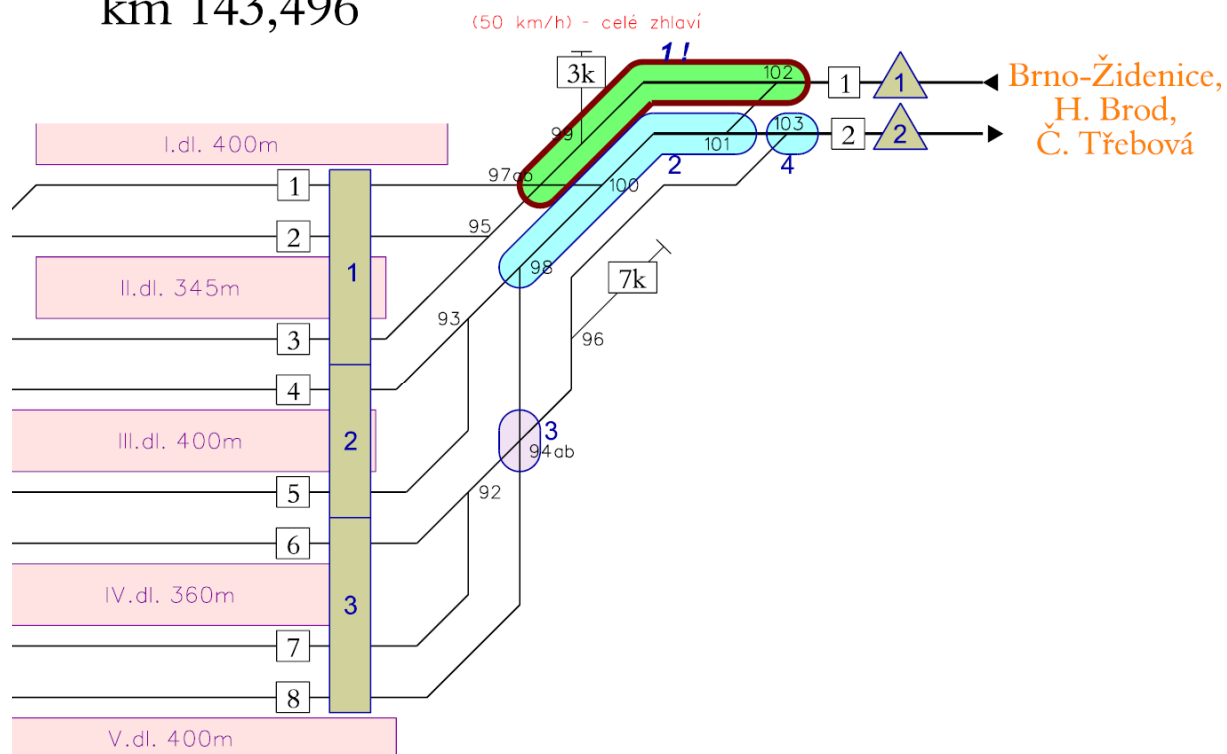 km 143,496
(50 km/h) - celé zhlaví
1!
3k
102
1
1
Brno-Židenice,
H. Brod,
Č. Třebová
99
101
103
2
2
I.dl. 400m
2
4
1
97ab
100
2
95
1
98
II.dl. 345m
7k
93
3
96
4
III.dl. 400m
2
3
94ab
5
92
6
IV.dl. 360m
3
7
8
V.dl. 400m